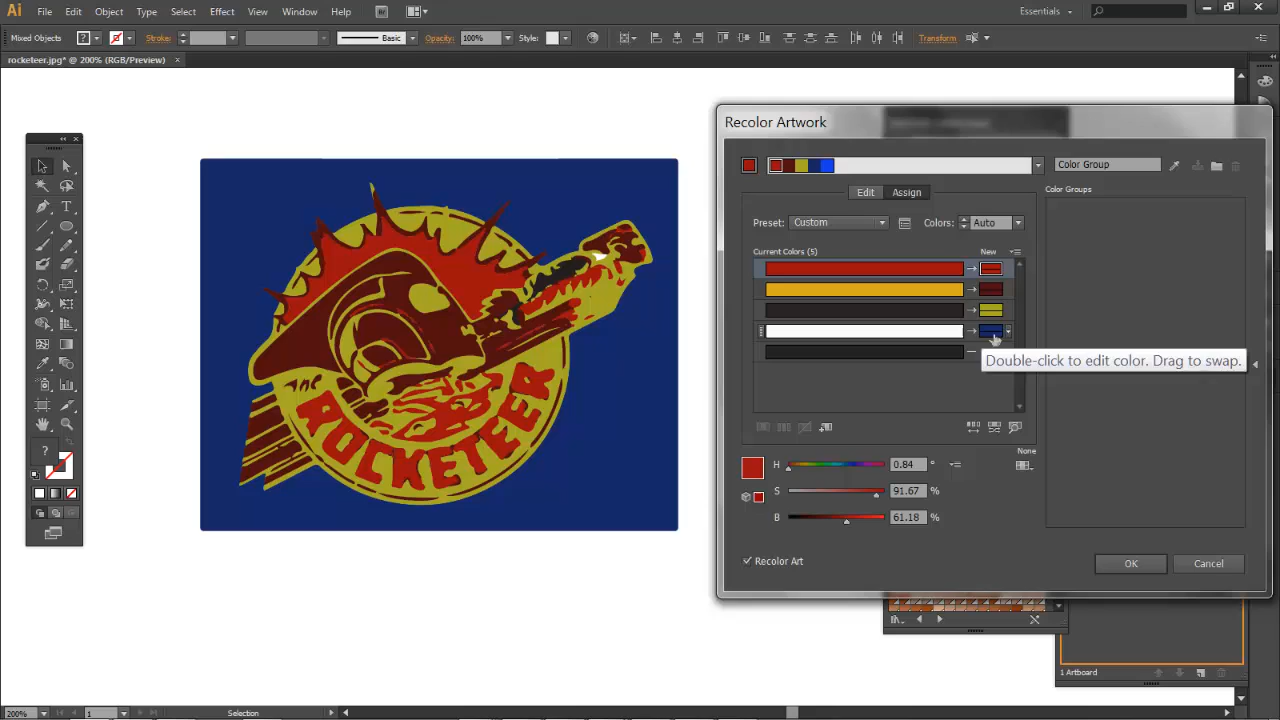 Ai File Edit Object Type Select Effect View Window Help Br Essentials
Mixed Objects ? Stroke: Basic Opacity: 100% Style: Transform
rocketeer.jpg* @ 200% (RGB/Preview) ×
Recolor Artwork
Color Group
Edit Assign
Color Groups
Preset: Custom Colors: Auto
Current Colors (5) New
Double-click to edit color. Drag to swap.
ROCKETEER
T
?
None
H 0.84 °
S 91.67 %
B 61.18 %
Recolor Art
OK Cancel
1 Artboard
200% 1 Selection